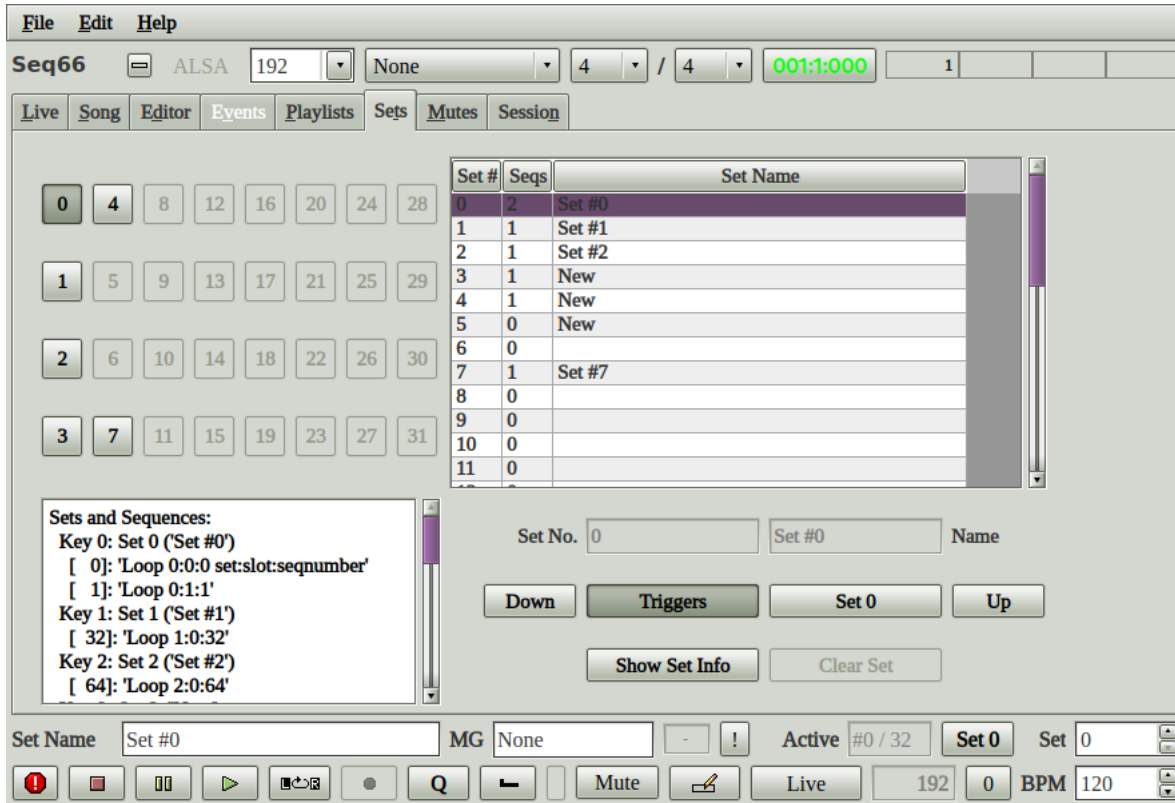 File Edit Help
Seq66 ALSA 192 None 4 / 4 001:1:000 1
Live Song Editor Events Playlists Sets Mutes Session
Set # Seqs Set Name
0 4 8 12 16 20 24 28
1 5 9 13 17 21 25 29
2 6 10 14 18 22 26 30
3 7 11 15 19 23 27 31
0 2 Set #0
1 1 Set #1
2 1 Set #2
3 1 New
4 1 New
5 0 New
6 0
7 1 Set #7
8 0
9 0
10 0
11 0
Sets and Sequences:
Key 0: Set 0 ('Set #0')
[ 0]: 'Loop 0:0:0 set:slot:seqnumber'
[ 1]: 'Loop 0:1:1'
Key 1: Set 1 ('Set #1')
[ 32]: 'Loop 1:0:32'
Key 2: Set 2 ('Set #2')
[ 64]: 'Loop 2:0:64'
Set No. 0 Set #0 Name
Down Triggers Set 0 Up
Show Set Info Clear Set
Set Name Set #0 MG None - ! Active #0 / 32 Set 0 Set 0
L R Q Mute Live 192 0 BPM 120